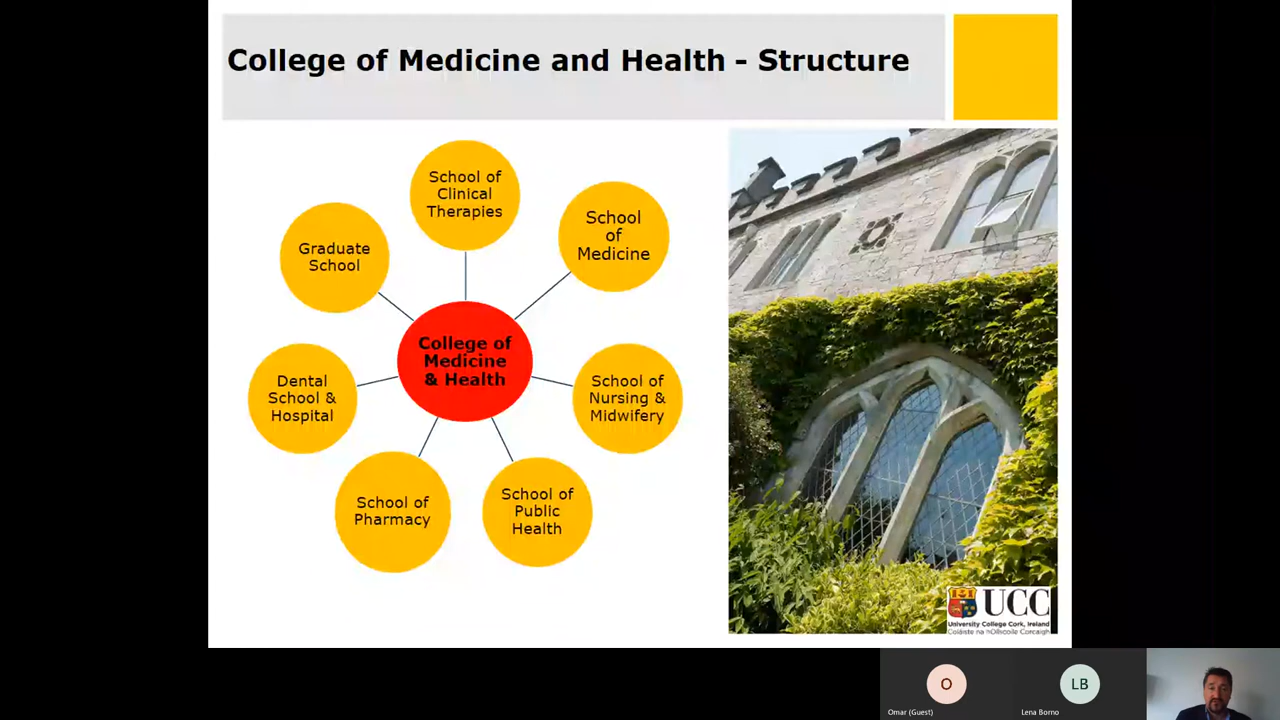 College of Medicine and Health - Structure
School of
Clinical
Therapies
School
of
Medicine
Graduate
School
College of
Medicine
& Health
Dental
School &
Hospital
School of
Nursing &
Midwifery
School of
Pharmacy
School of
Public
Health
UCC
University College Cork, Ireland
Coláiste na hOllscoile Corcaigh
O
LB
Omar (Guest)
Lena Borno